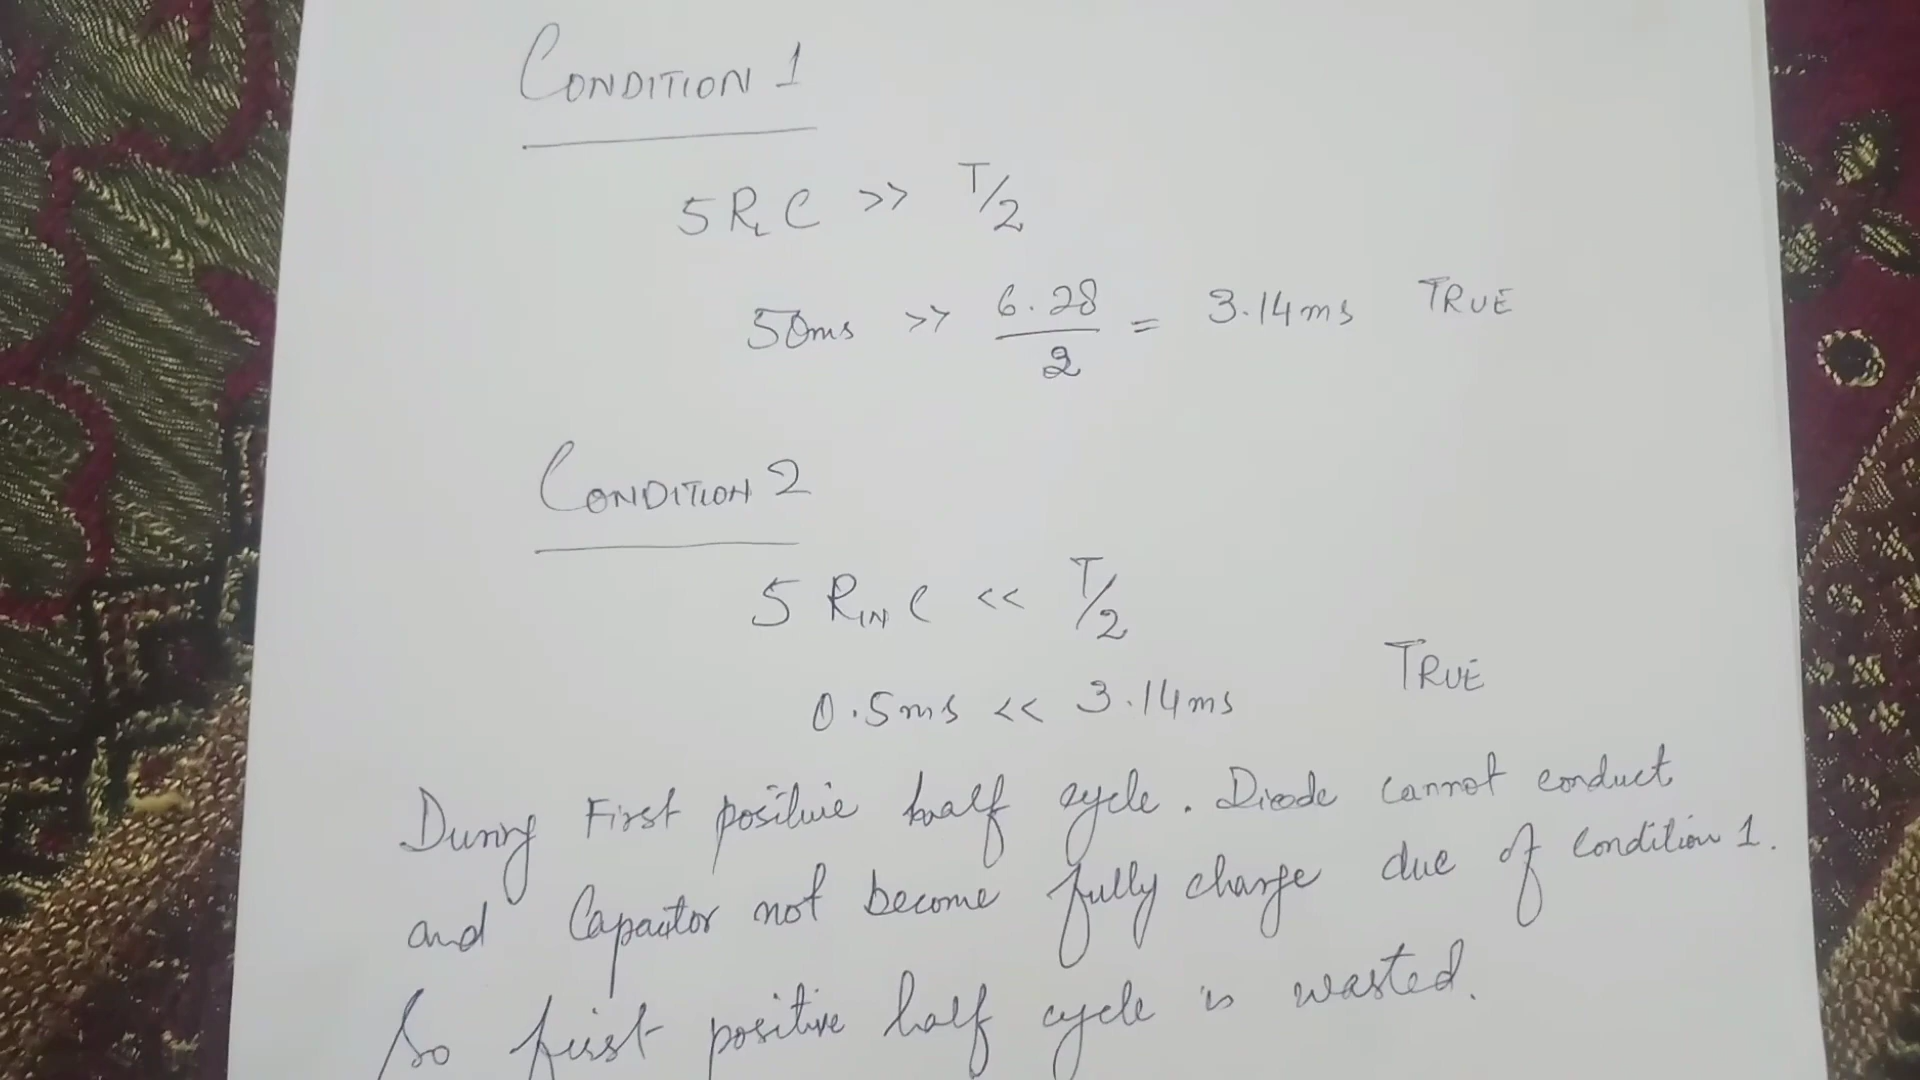 CONDITION 1
5 RL C >> T/2
50ms >> 6.28/2 = 3.14ms TRUE
CONDITION 2
5 RIN C << T/2
0.5ms << 3.14ms TRUE
During First positive half cycle. Diode cannot conduct
and Capacitor not become fully charge due of Condition 1.
So first positive half cycle is wasted.